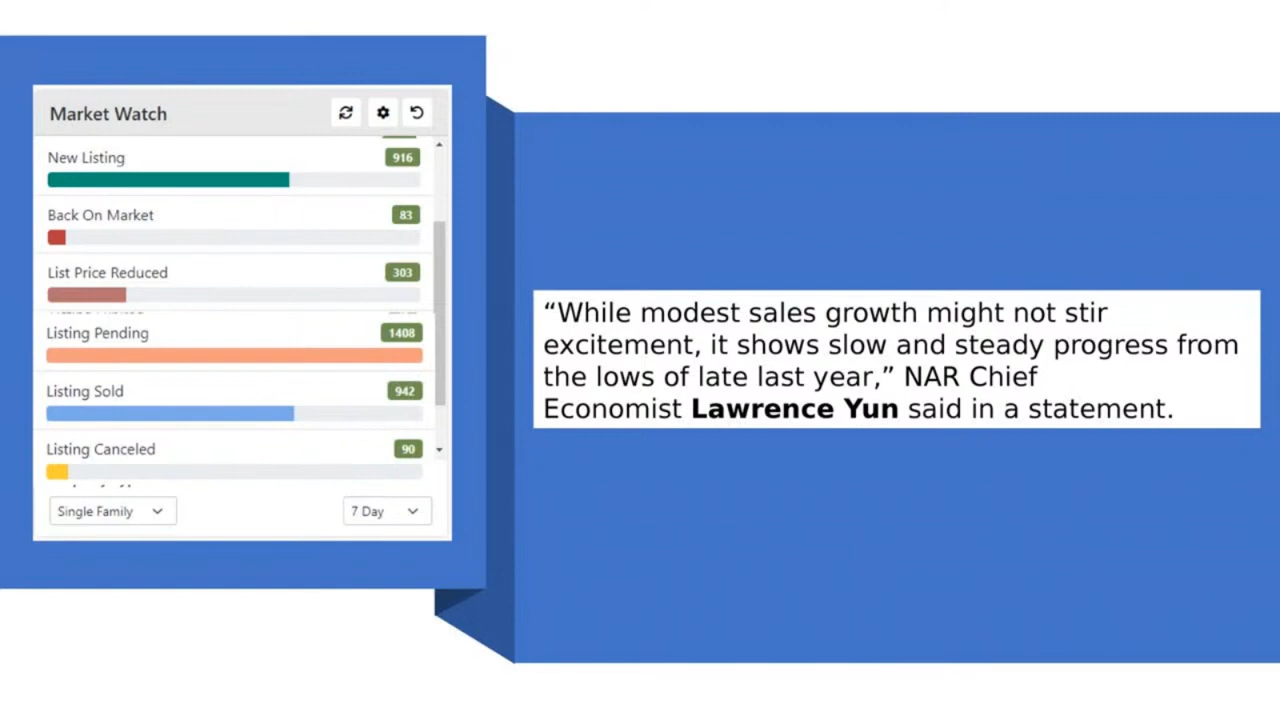 Market Watch
New Listing 916
Back On Market 83
List Price Reduced 303
Listing Pending 1408
Listing Sold 942
Listing Canceled 90
Single Family 7 Day
“While modest sales growth might not stir
excitement, it shows slow and steady progress from
the lows of late last year,” NAR Chief
Economist Lawrence Yun said in a statement.